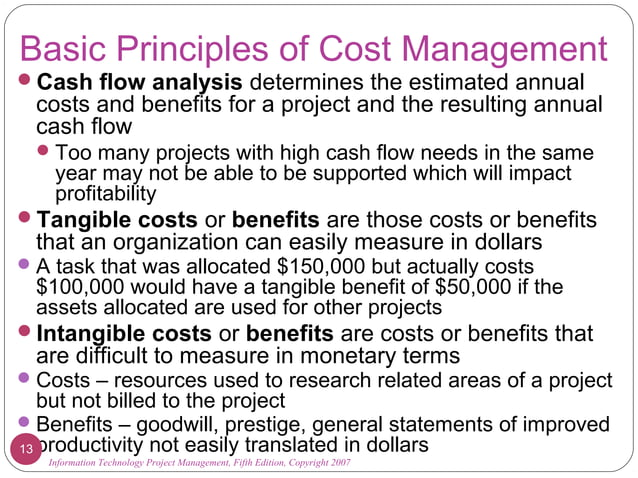 Basic Principles of Cost Management
Cash flow analysis determines the estimated annual
costs and benefits for a project and the resulting annual
cash flow
Too many projects with high cash flow needs in the same
year may not be able to be supported which will impact
profitability
Tangible costs or benefits are those costs or benefits
that an organization can easily measure in dollars
A task that was allocated $150,000 but actually costs
$100,000 would have a tangible benefit of $50,000 if the
assets allocated are used for other projects
Intangible costs or benefits are costs or benefits that
are difficult to measure in monetary terms
Costs – resources used to research related areas of a project
but not billed to the project
Benefits – goodwill, prestige, general statements of improved
productivity not easily translated in dollars
13
Information Technology Project Management, Fifth Edition, Copyright 2007